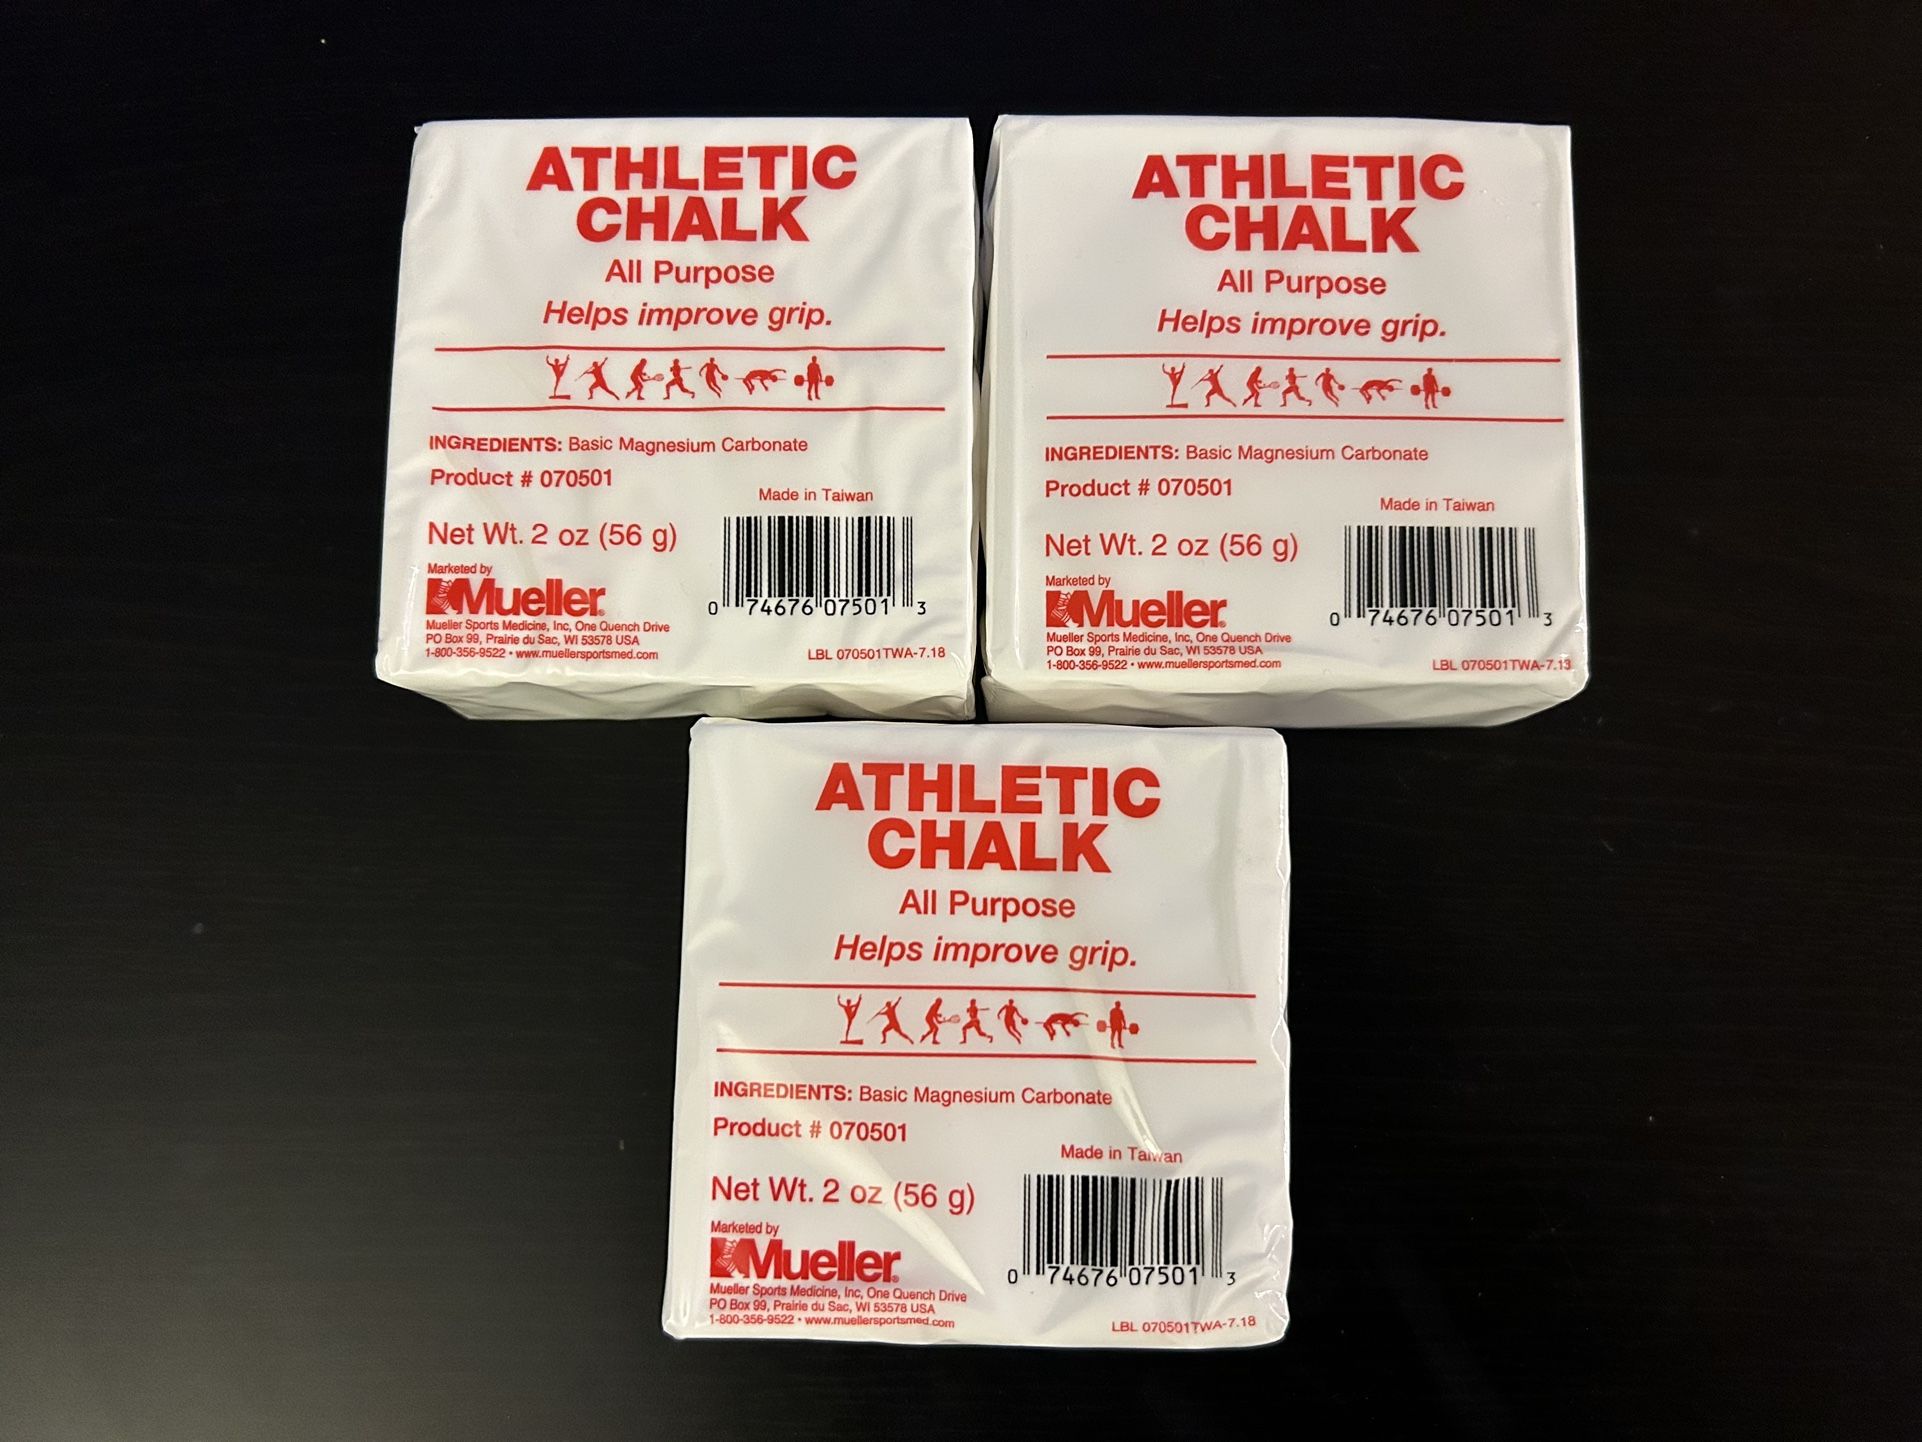 ATHLETIC
CHALK
All Purpose
Helps improve grip.
INGREDIENTS: Basic Magnesium Carbonate
Product # 070501
Made in Taiwan
Net Wt. 2 oz (56 g)
Marketed by
Mueller®
Mueller Sports Medicine, Inc, One Quench Drive
PO Box 99, Prairie du Sac, WI 53578 USA
1-800-356-9522 • www.muellersportsmed.com
0 74676 07501 3
LBL 070501TWA-7.18
ATHLETIC
CHALK
All Purpose
Helps improve grip.
INGREDIENTS: Basic Magnesium Carbonate
Product # 070501
Made in Taiwan
Net Wt. 2 oz (56 g)
Marketed by
Mueller®
Mueller Sports Medicine, Inc, One Quench Drive
PO Box 99, Prairie du Sac, WI 53578 USA
1-800-356-9522 • www.muellersportsmed.com
0 74676 07501 3
LBL 070501TWA-7.13
ATHLETIC
CHALK
All Purpose
Helps improve grip.
INGREDIENTS: Basic Magnesium Carbonate
Product # 070501
Made in Taiwan
Net Wt. 2 oz (56 g)
Marketed by
Mueller®
Mueller Sports Medicine, Inc, One Quench Drive
PO Box 99, Prairie du Sac, WI 53578 USA
1-800-356-9522 • www.muellersportsmed.com
0 74676 07501 3
LBL 070501TWA-7.18